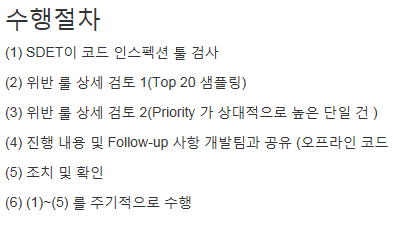 수행절차
(1) SDET이 코드 인스펙션 툴 검사
(2) 위반 룰 상세 검토 1(Top 20 샘플링)
(3) 위반 룰 상세 검토 2(Priority 가 상대적으로 높은 단일 건 )
(4) 진행 내용 및 Follow-up 사항 개발팀과 공유 (오프라인 코드
(5) 조치 및 확인
(6) (1)~(5) 를 주기적으로 수행